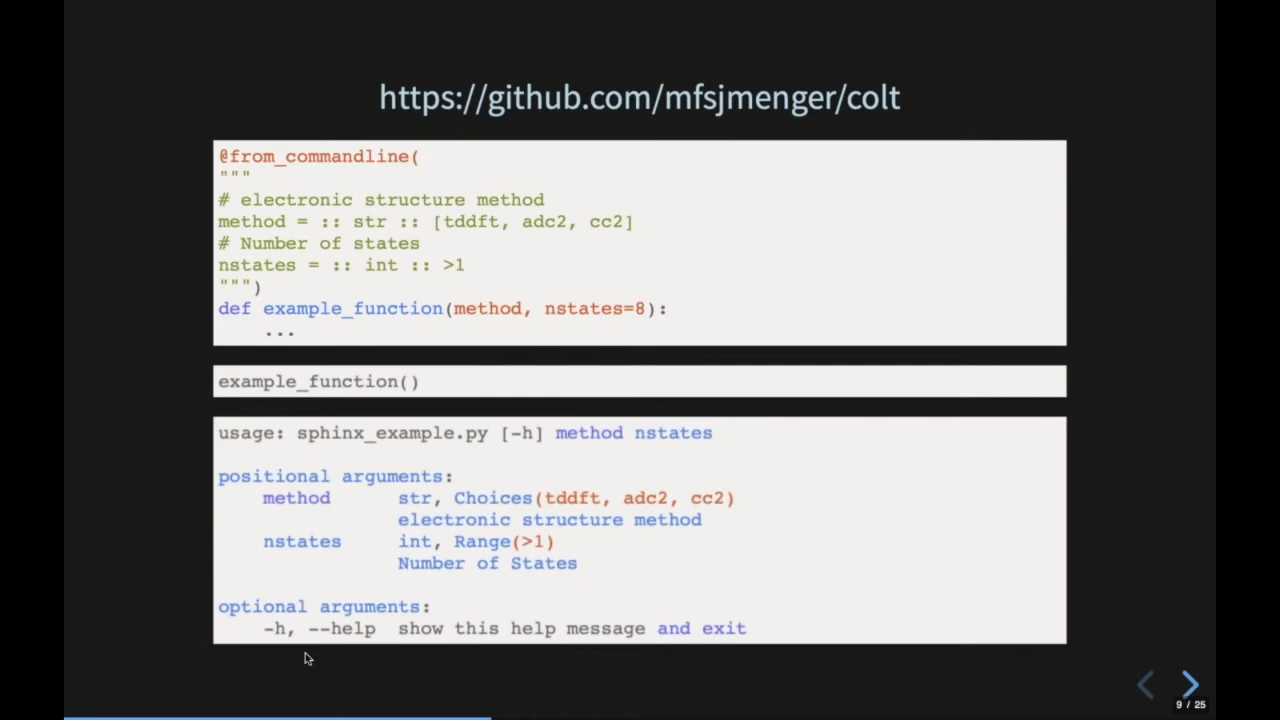 https://github.com/mfsjmenger/colt
@from_commandline(
"""
# electronic structure method
method = :: str :: [tddft, adc2, cc2]
# Number of states
nstates = :: int :: >1
""")
def example_function(method, nstates=8):
...
example_function()
usage: sphinx_example.py [-h] method nstates
positional arguments:
method str, Choices(tddft, adc2, cc2)
electronic structure method
nstates int, Range(>1)
Number of States
optional arguments:
-h, --help show this help message and exit
9 / 25